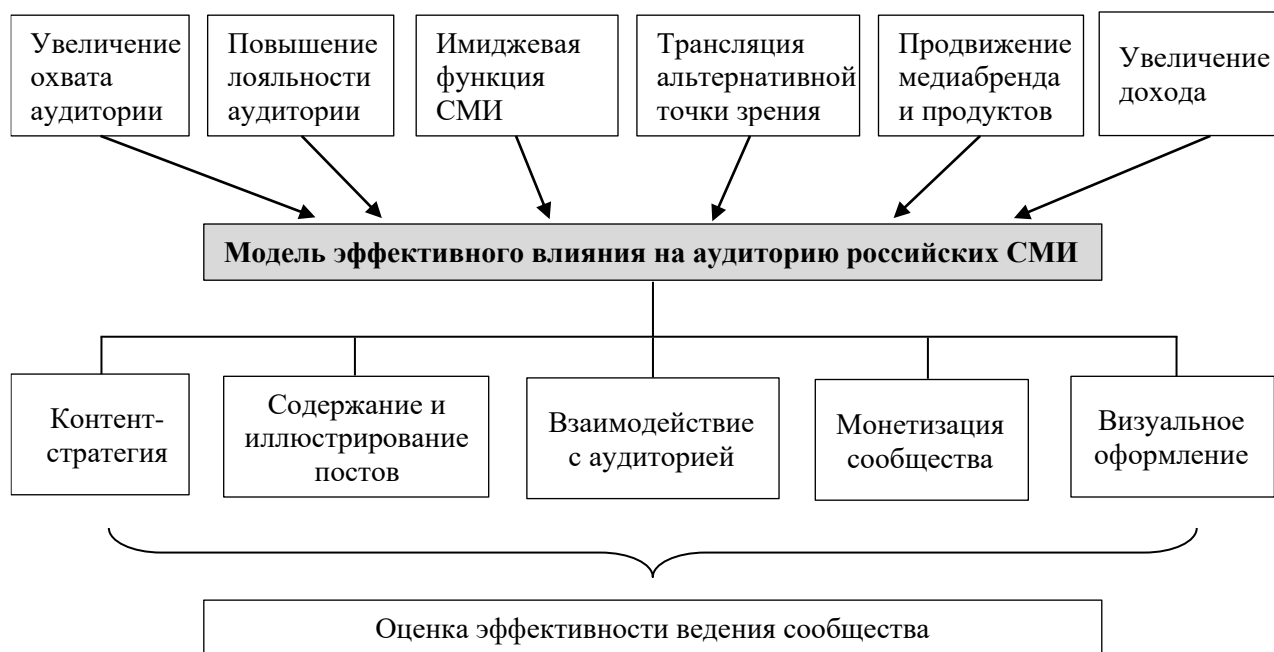 Увеличение
охвата
аудитории
Повышение
лояльности
аудитории
Имиджевая
функция
СМИ
Трансляция
альтернативной
точки зрения
Продвижение
медиабренда
и продуктов
Увеличение
дохода
Модель эффективного влияния на аудиторию российских СМИ
Контент-
стратегия
Содержание и
иллюстрирование
постов
Взаимодействие
с аудиторией
Монетизация
сообщества
Визуальное
оформление
Оценка эффективности ведения сообщества